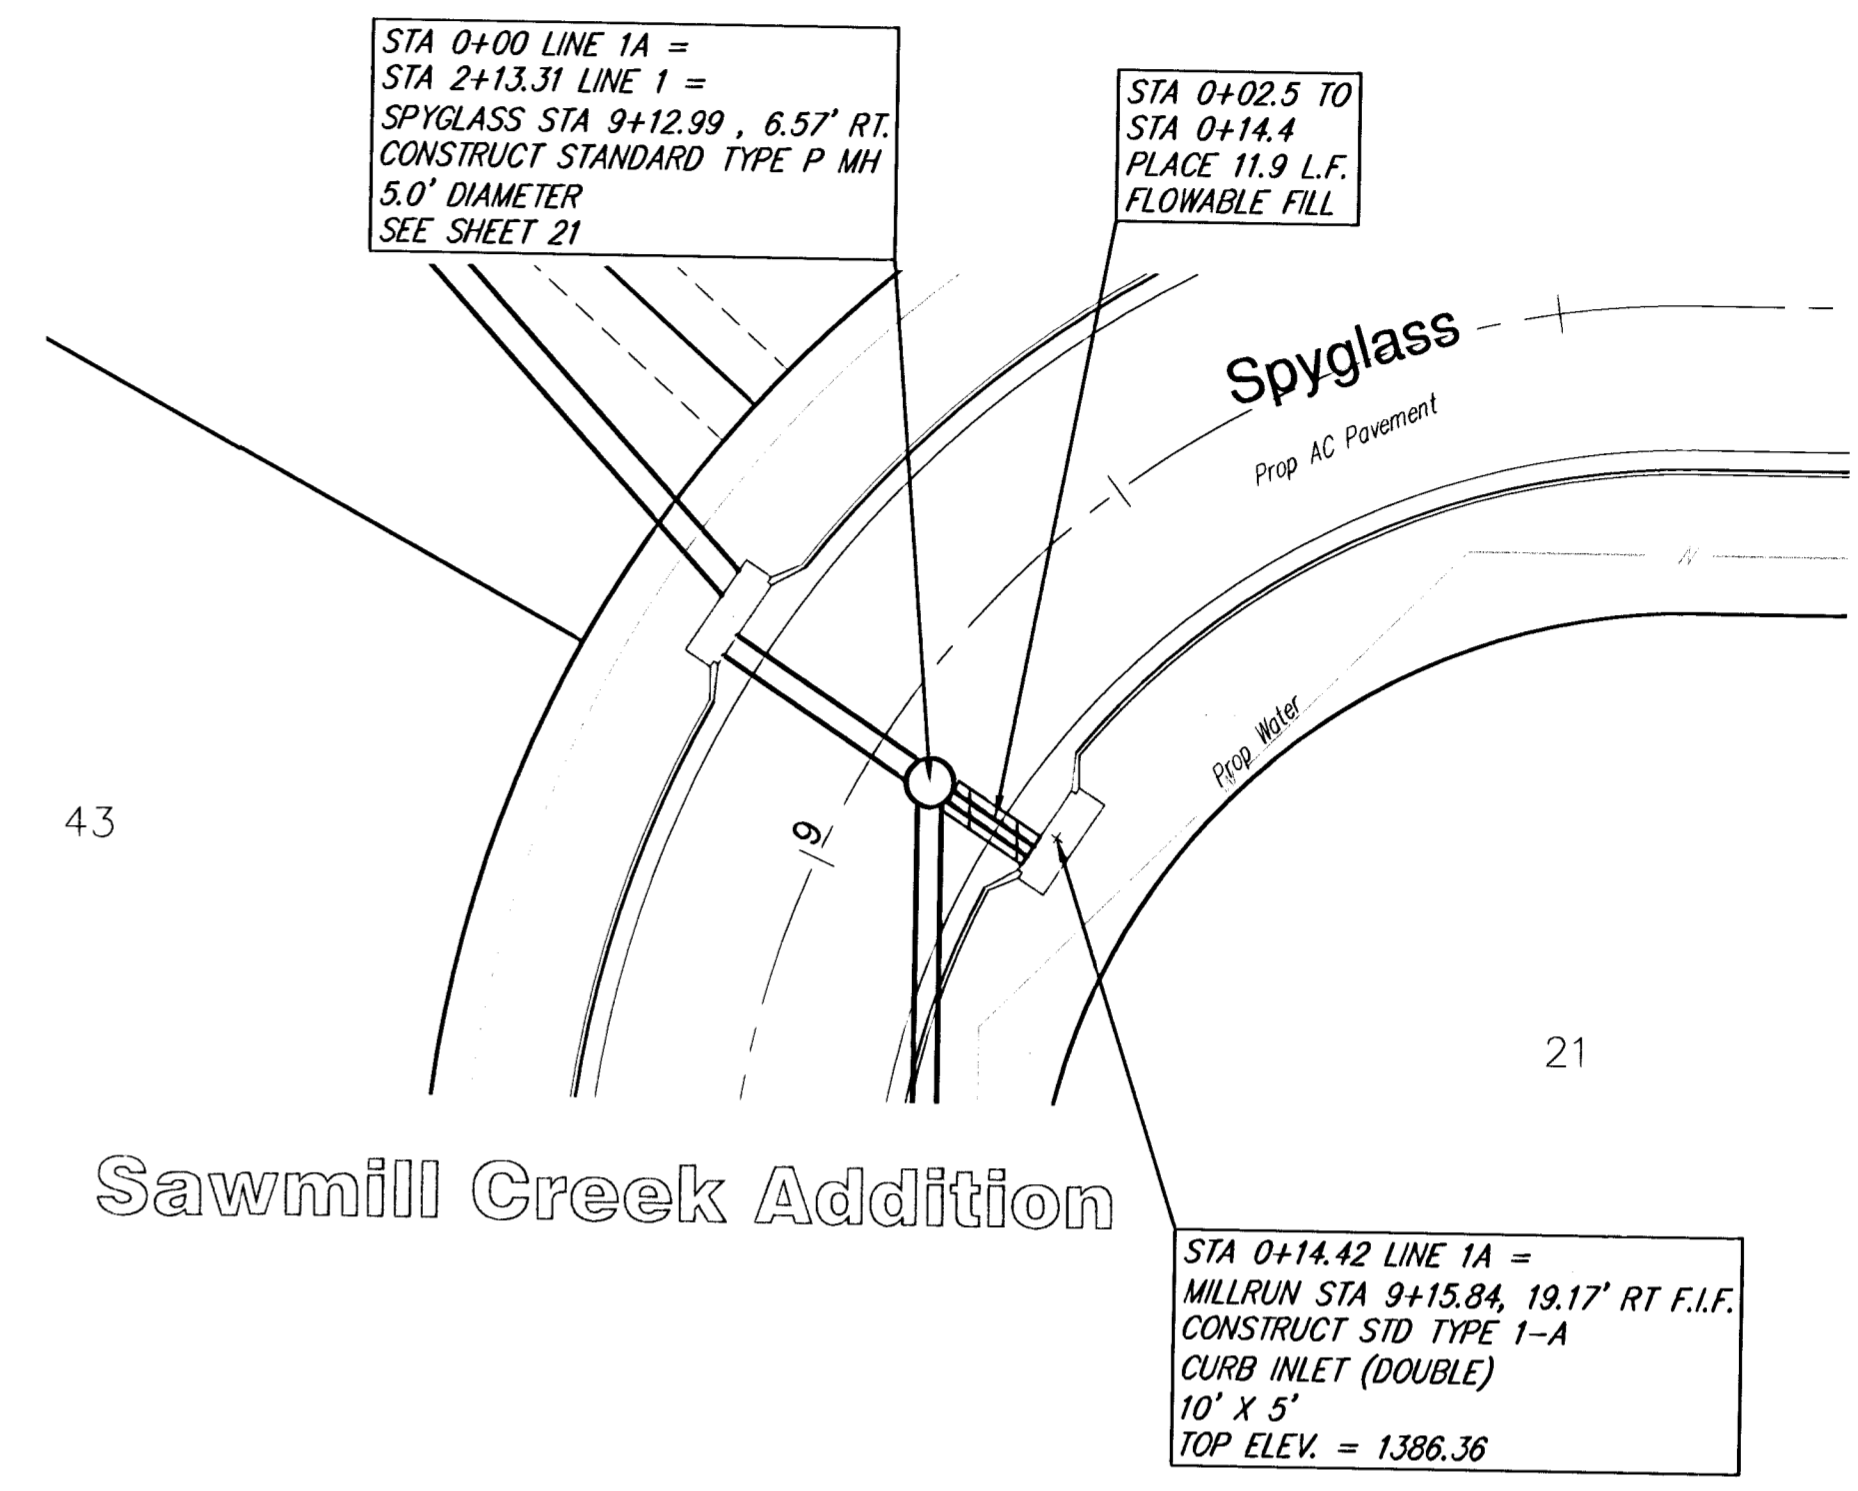 STA 0+00 LINE 1A =
STA 2+13.31 LINE 1 =
SPYGLASS STA 9+12.99 , 6.57' RT.
CONSTRUCT STANDARD TYPE P MH
5.0' DIAMETER
SEE SHEET 21
STA 0+02.5 TO
STA 0+14.4
PLACE 11.9 L.F.
FLOWABLE FILL
Spyglass
Prop AC Pavement
Prop Water
9
43
21
Sawmill Creek Addition
STA 0+14.42 LINE 1A =
MILLRUN STA 9+15.84, 19.17' RT F.I.F.
CONSTRUCT STD TYPE 1-A
CURB INLET (DOUBLE)
10' X 5'
TOP ELEV. = 1386.36